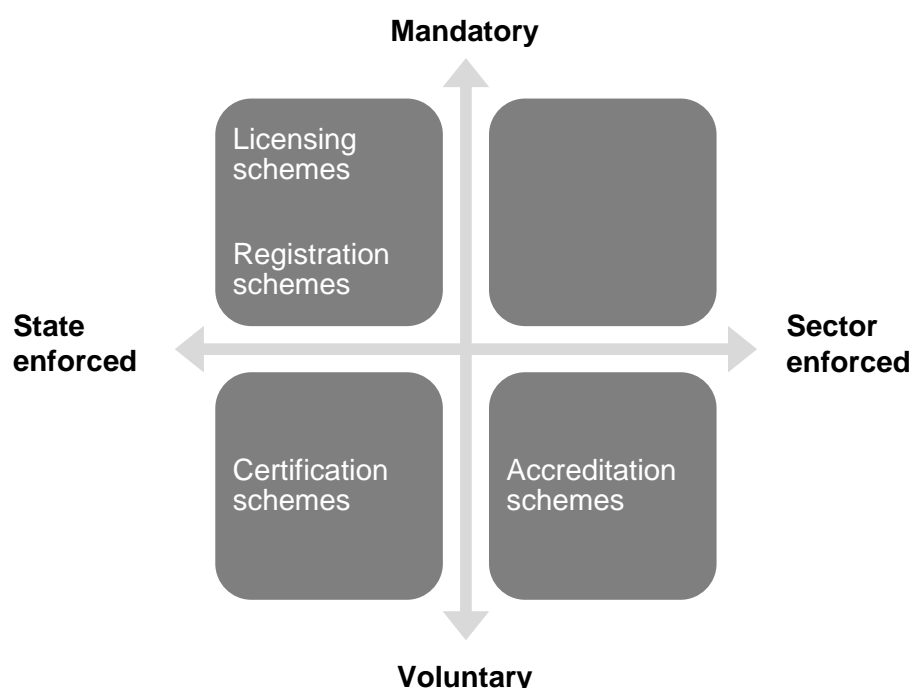 Mandatory
Licensing
schemes
Registration
schemes
State
enforced
Sector
enforced
Certification
schemes
Accreditation
schemes
Voluntary